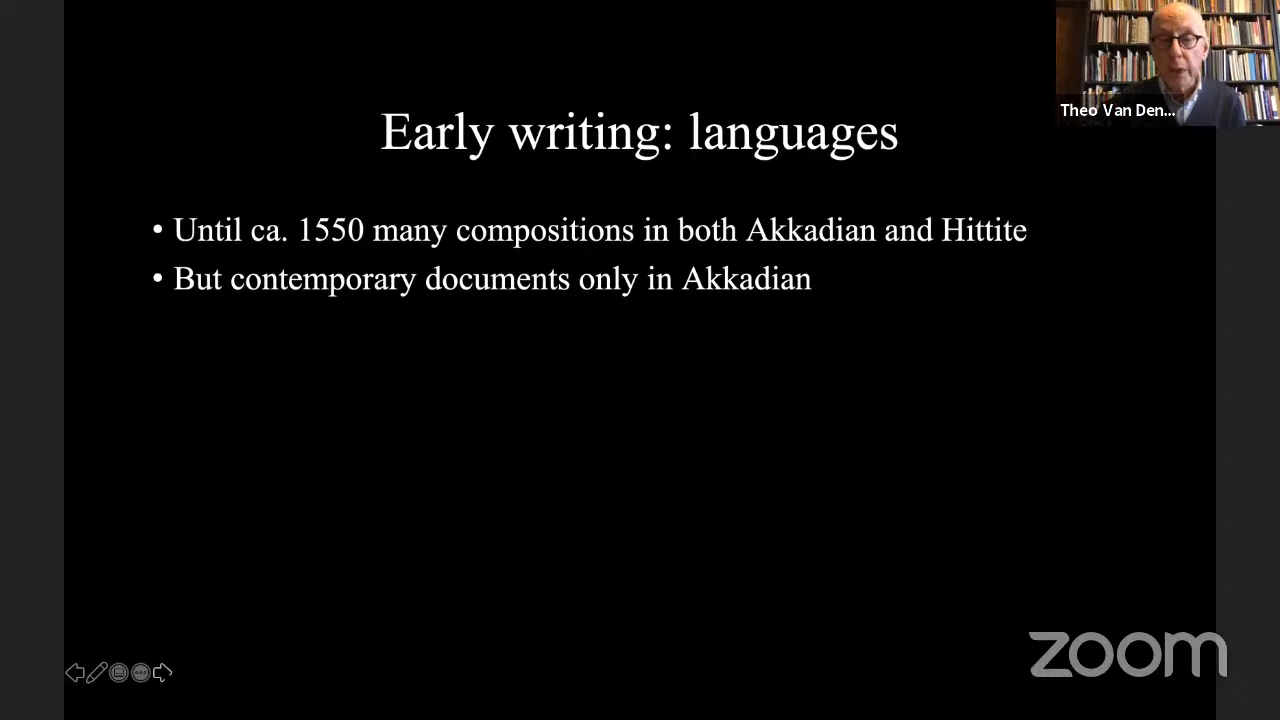 Theo Van Den...
Early writing: languages
• Until ca. 1550 many compositions in both Akkadian and Hittite
• But contemporary documents only in Akkadian
zoom